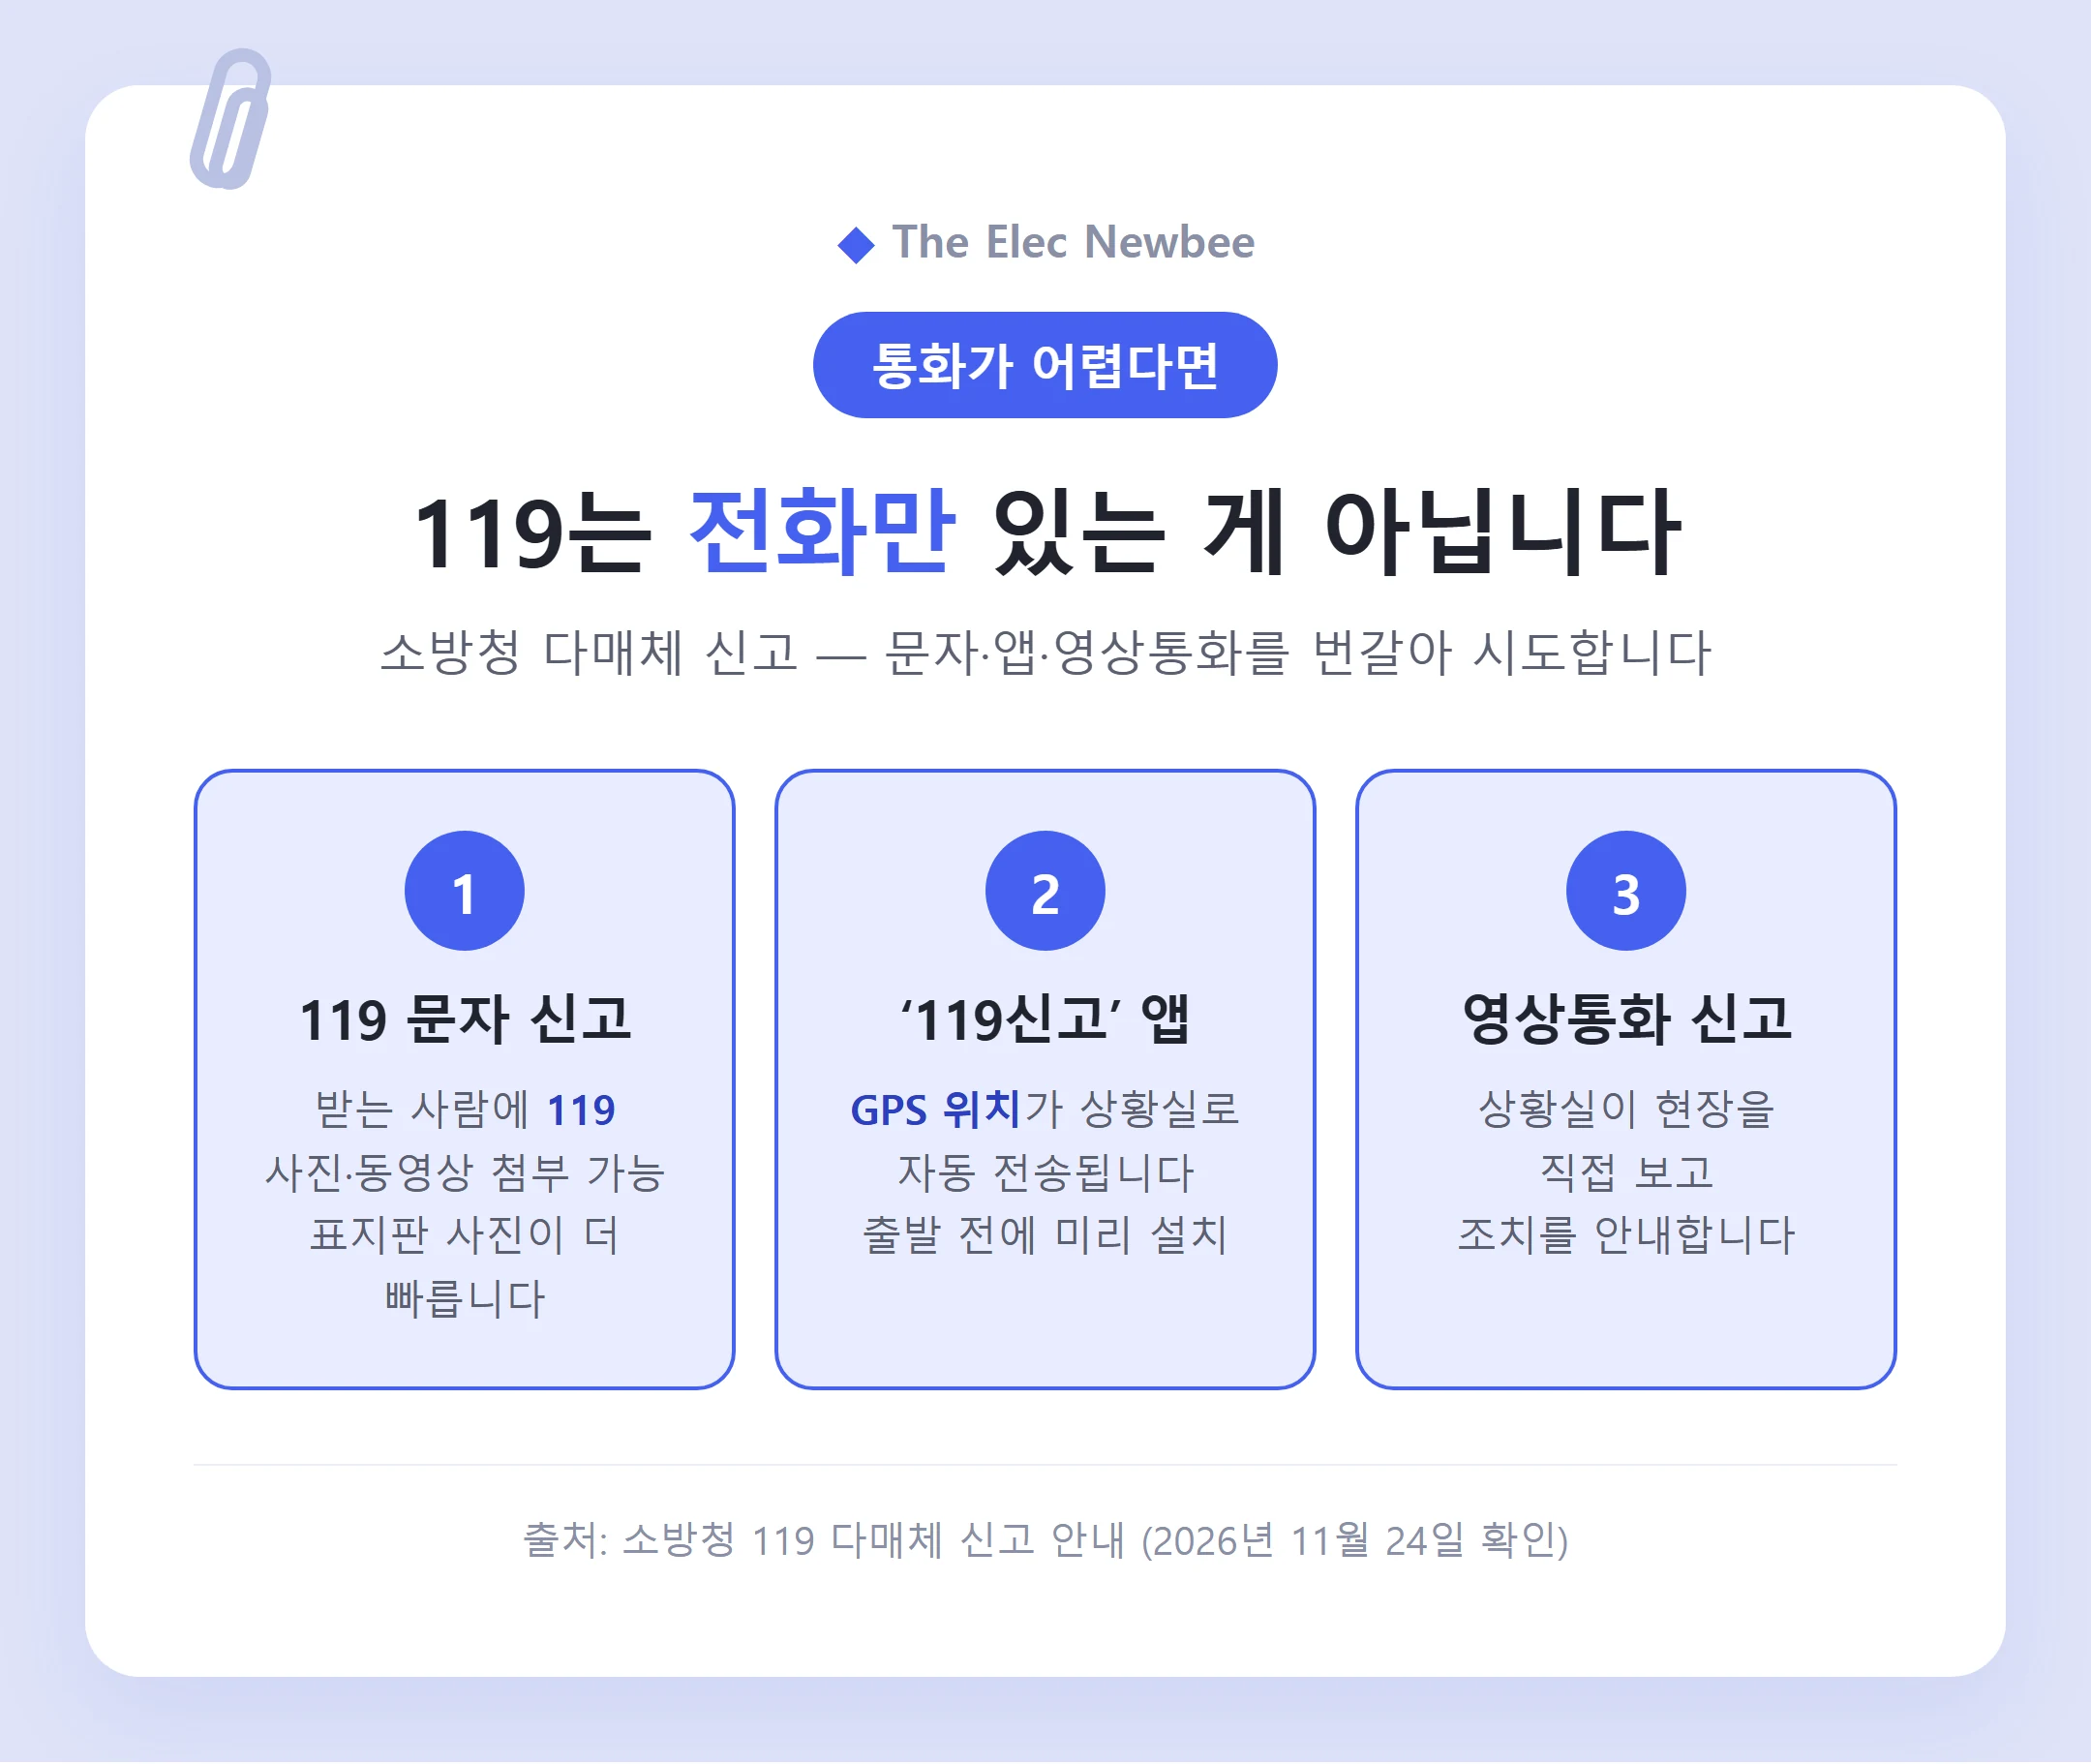 The Elec Newbee
통화가 어렵다면
119는 전화만 있는 게 아닙니다
소방청 다매체 신고 — 문자·앱·영상통화를 번갈아 시도합니다
1
119 문자 신고
받는 사람에 119
사진·동영상 첨부 가능
표지판 사진이 더
빠릅니다
2
‘119신고’ 앱
GPS 위치가 상황실로
자동 전송됩니다
출발 전에 미리 설치
3
영상통화 신고
상황실이 현장을
직접 보고
조치를 안내합니다
출처: 소방청 119 다매체 신고 안내 (2026년 11월 24일 확인)